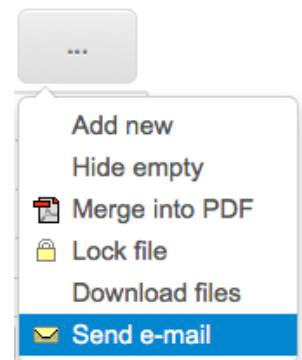 ...
Add new
Hide empty
Merge into PDF
Lock file
Download files
Send e-mail